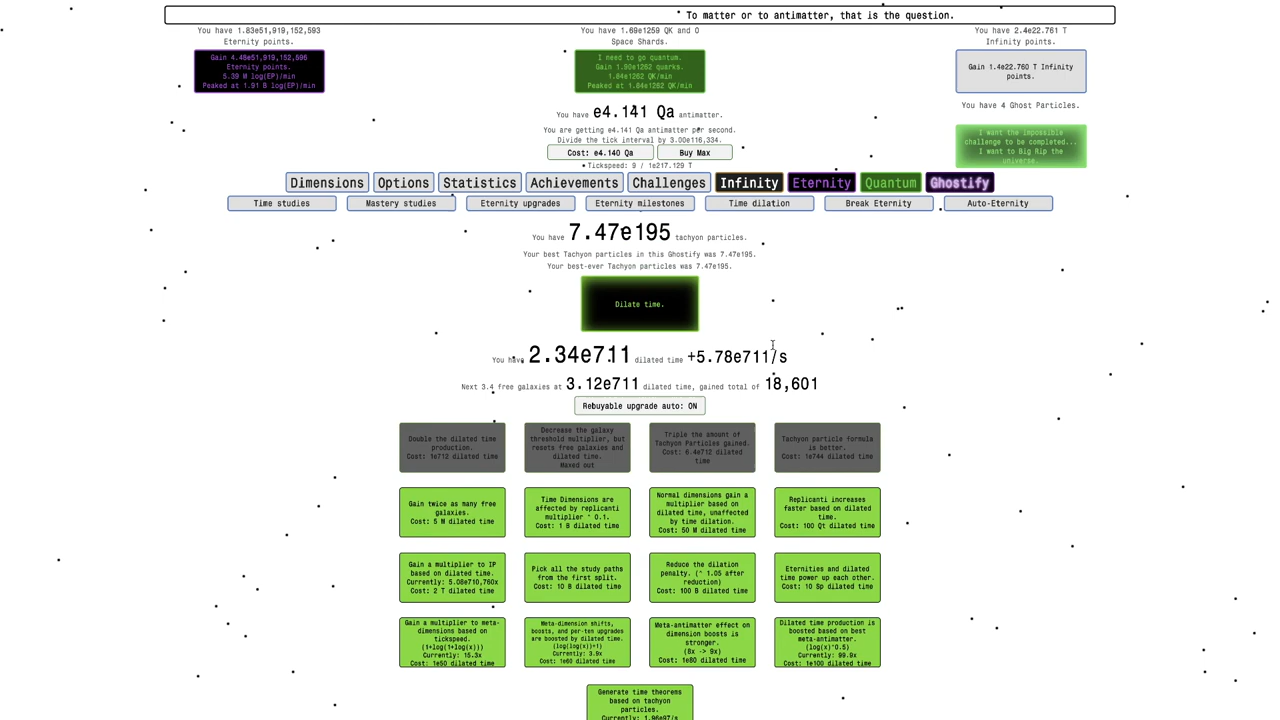 To matter or to antimatter, that is the question.
You have 1.83e51,919,152,593
Eternity points.
Gain 4.48e51,919,152,596
Eternity points.
5.39 M log(EP)/min
Peaked at 1.91 B log(EP)/min
You have 1.69e1259 QK and 0
Space Shards.
I need to go quantum.
Gain 1.90e1262 quarks.
1.84e1262 QK/min
Peaked at 1.84e1262 QK/min
You have 2.4e22.761 T
Infinity points.
Gain 1.4e22.760 T Infinity
points.
You have 4 Ghost Particles.
I want the impossible
challenge to be completed...
I want to Big Rip the
universe.
You have e4.141 Qa antimatter.
You are getting e4.141 Qa antimatter per second.
Divide the tick interval by 3.00e116,334.
Cost: e4.140 Qa
Buy Max
Tickspeed: 9 / 1e217.129 T
Dimensions
Options
Statistics
Achievements
Challenges
Infinity
Eternity
Quantum
Ghostify
Time studies
Mastery studies
Eternity upgrades
Eternity milestones
Time dilation
Break Eternity
Auto-Eternity
You have 7.47e195 tachyon particles.
Your best Tachyon particles in this Ghostify was 7.47e195.
Your best-ever Tachyon particles was 7.47e195.
Dilate time.
You have 2.34e711 dilated time +5.78e711/s
Next 3.4 free galaxies at 3.12e711 dilated time, gained total of 18,601
Rebuyable upgrade auto: ON
Double the dilated time
production.
Cost: 1e712 dilated time
Decrease the galaxy
threshold multiplier, but
resets free galaxies and
dilated time.
Maxed out
Triple the amount of
Tachyon Particles gained.
Cost: 6.4e712 dilated
time
Tachyon particle formula
is better.
Cost: 1e744 dilated time
Gain twice as many free
galaxies.
Cost: 5 M dilated time
Time Dimensions are
affected by replicanti
multiplier ^ 0.1.
Cost: 1 B dilated time
Normal dimensions gain a
multiplier based on
dilated time, unaffected
by time dilation.
Cost: 50 M dilated time
Replicanti increases
faster based on dilated
time.
Cost: 100 Qt dilated time
Gain a multiplier to IP
based on dilated time.
Currently: 5.08e710,760x
Cost: 2 T dilated time
Pick all the study paths
from the first split.
Cost: 10 B dilated time
Reduce the dilation
penalty. (^ 1.05 after
reduction)
Cost: 100 B dilated time
Eternities and dilated
time power up each other.
Cost: 10 Sp dilated time
Gain a multiplier to meta-
dimensions based on
tickspeed.
(1+log(1+log(x)))
Currently: 15.3x
Cost: 1e50 dilated time
Meta-dimension shifts,
boosts, and per-ten upgrades
are boosted by dilated time.
(log(log(x))+1)
Currently: 3.9x
Cost: 1e60 dilated time
Meta-antimatter effect on
dimension boosts is
stronger.
(8x -> 9x)
Cost: 1e80 dilated time
Dilated time production is
boosted based on best
meta-antimatter.
(log(x)^0.5)
Currently: 99.9x
Cost: 1e100 dilated time
Generate time theorems
based on tachyon
particles.
Currently: 1.96e97/s